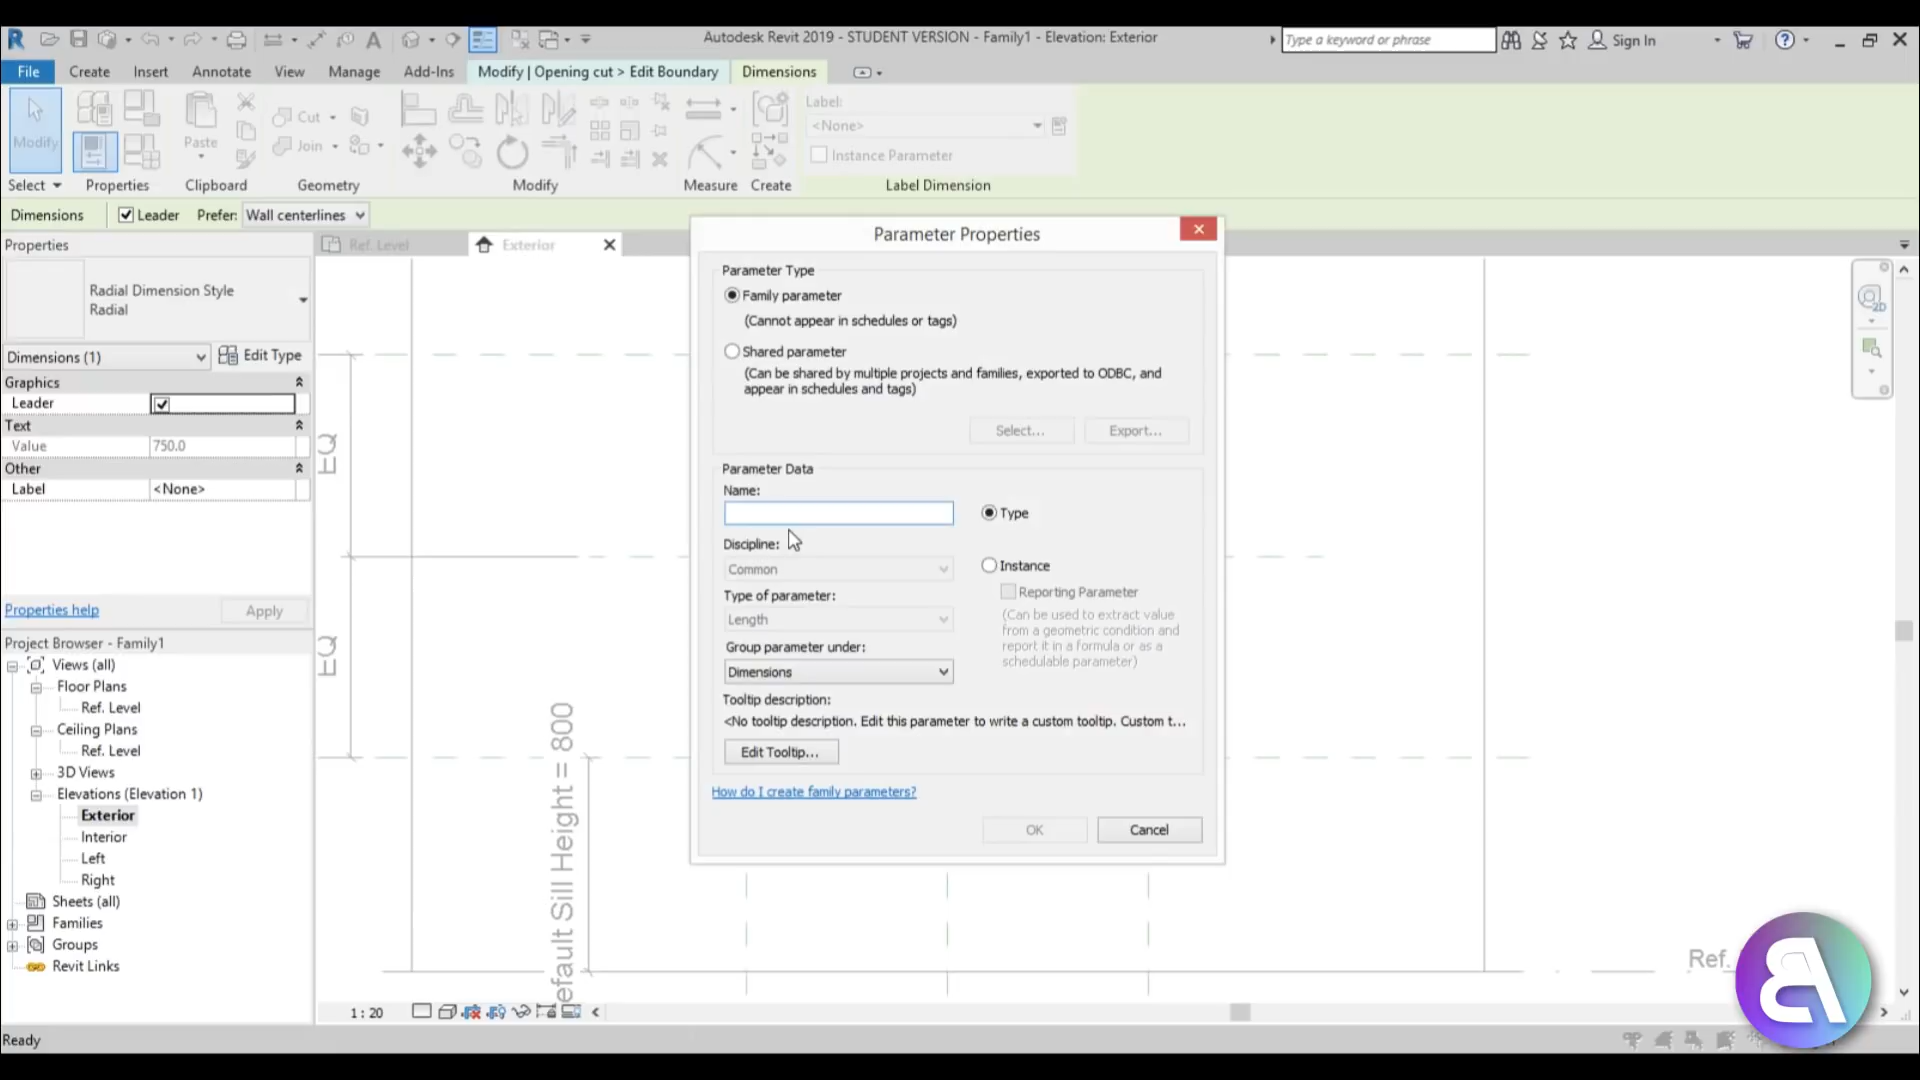 Autodesk Revit 2019 - STUDENT VERSION - Family1 - Elevation: Exterior
Type a keyword or phrase
Sign In
File
Create
Insert
Annotate
View
Manage
Add-Ins
Modify | Opening cut > Edit Boundary
Dimensions
Modify
Paste
Cut
Join
Label:
<None>
Instance Parameter
Select
Properties
Clipboard
Geometry
Modify
Measure
Create
Label Dimension
Dimensions
Leader
Prefer:
Wall centerlines
Properties
Ref. Level
Exterior
Radial Dimension Style
Radial
Dimensions (1)
Edit Type
Graphics
Leader
Text
Value
750.0
Other
Label
<None>
Properties help
Apply
Project Browser - Family1
Views (all)
Floor Plans
Ref. Level
Ceiling Plans
Ref. Level
3D Views
Elevations (Elevation 1)
Exterior
Interior
Left
Right
Sheets (all)
Families
Groups
Revit Links
EQ
EQ
efault Sill Height = 800
Parameter Properties
Parameter Type
Family parameter
(Cannot appear in schedules or tags)
Shared parameter
(Can be shared by multiple projects and families, exported to ODBC, and
appear in schedules and tags)
Select...
Export...
Parameter Data
Name:
Type
Discipline:
Common
Instance
Reporting Parameter
(Can be used to extract value
from a geometric condition and
report it in a formula or as a
schedulable parameter)
Type of parameter:
Length
Group parameter under:
Dimensions
Tooltip description:
<No tooltip description. Edit this parameter to write a custom tooltip. Custom t...
Edit Tooltip...
How do I create family parameters?
OK
Cancel
2D
Ref.
1 : 20
Ready